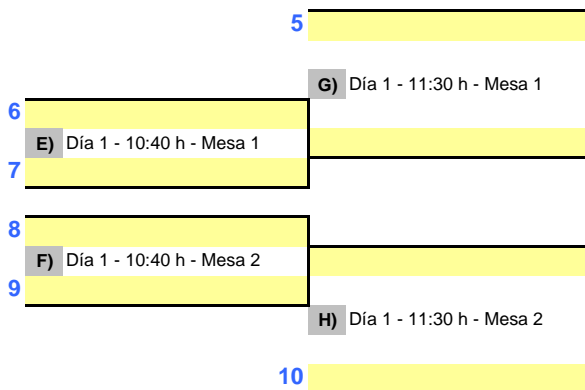 5
G) Día 1 - 11:30 h - Mesa 1
6
E) Día 1 - 10:40 h - Mesa 1
7
8
F) Día 1 - 10:40 h - Mesa 2
9
H) Día 1 - 11:30 h - Mesa 2
10